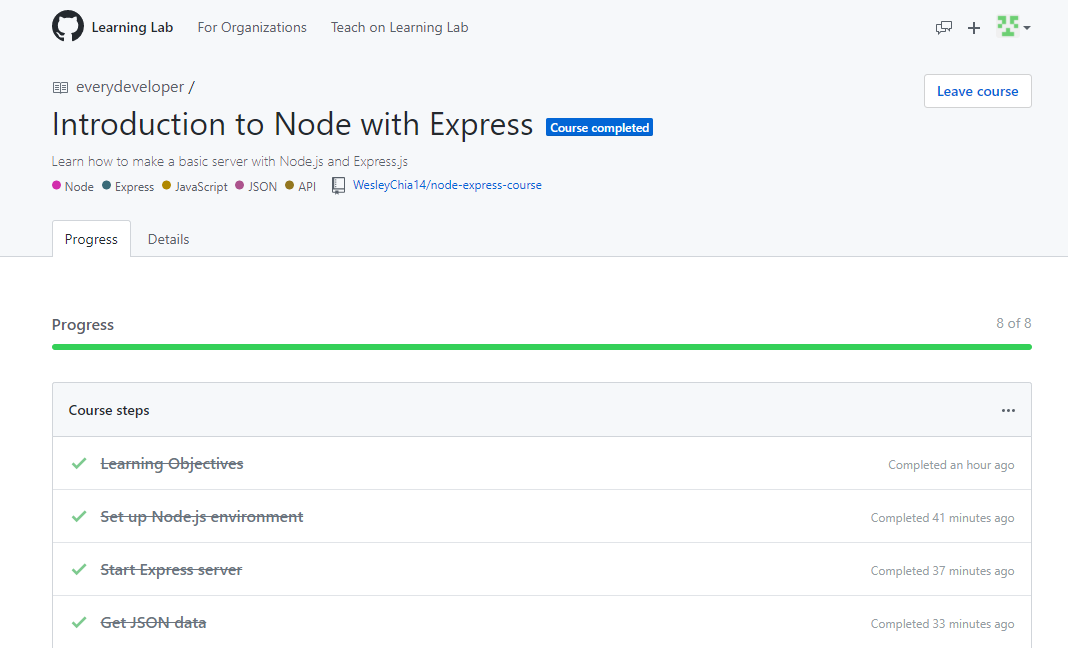 Learning Lab For Organizations Teach on Learning Lab
everydeveloper /
Leave course
Introduction to Node with Express Course completed
Learn how to make a basic server with Node.js and Express.js
Node Express JavaScript JSON API WesleyChia14/node-express-course
Progress Details
Progress 8 of 8
Course steps
Learning Objectives Completed an hour ago
Set up Node.js environment Completed 41 minutes ago
Start Express server Completed 37 minutes ago
Get JSON data Completed 33 minutes ago